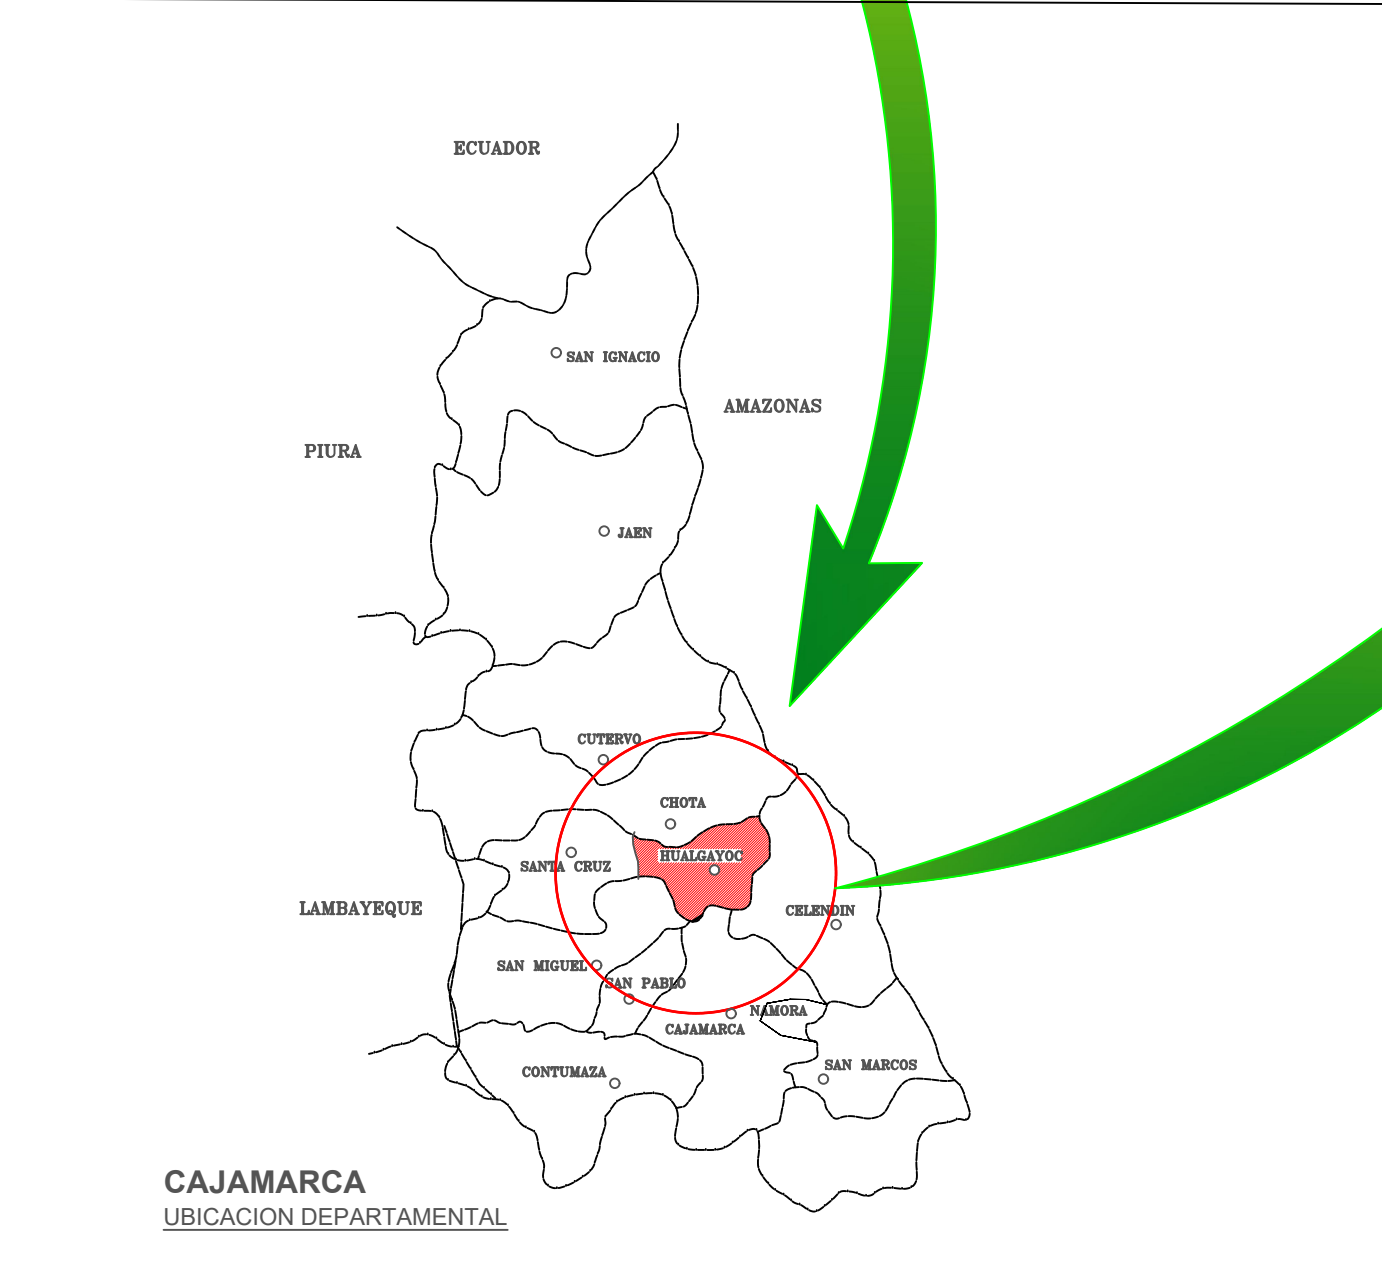 ECUADOR
SAN IGNACIO
AMAZONAS
PIURA
JAEN
CUTERVO
CHOTA
HUALGAYOC
SANTA CRUZ
LAMBAYEQUE
CELENDIN
SAN MIGUEL
SAN PABLO
NAMORA
CAJAMARCA
SAN MARCOS
CONTUMAZA
CAJAMARCA
UBICACION DEPARTAMENTAL